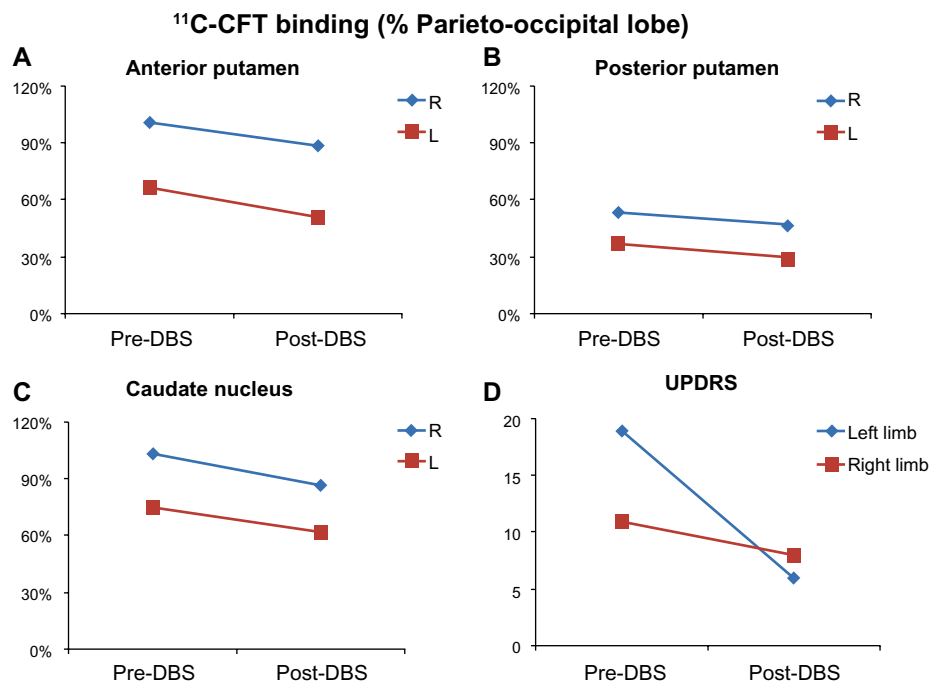 ¹¹C-CFT binding (% Parieto-occipital lobe)
A
Anterior putamen
120%
90%
60%
30%
0%
R
L
Pre-DBS
Post-DBS
B
Posterior putamen
120%
90%
60%
30%
0%
R
L
Pre-DBS
Post-DBS
C
Caudate nucleus
120%
90%
60%
30%
0%
R
L
Pre-DBS
Post-DBS
D
UPDRS
20
15
10
5
0
Left limb
Right limb
Pre-DBS
Post-DBS